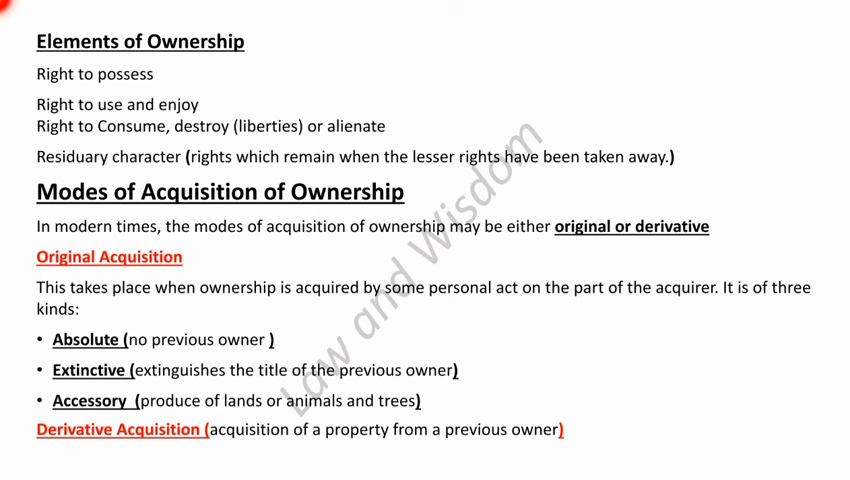 Elements of Ownership
Right to possess
Right to use and enjoy
Right to Consume, destroy (liberties) or alienate
Residuary character (rights which remain when the lesser rights have been taken away.)
Modes of Acquisition of Ownership
In modern times, the modes of acquisition of ownership may be either original or derivative
Original Acquisition
This takes place when ownership is acquired by some personal act on the part of the acquirer. It is of three
kinds:
• Absolute (no previous owner )
• Extinctive (extinguishes the title of the previous owner)
• Accessory (produce of lands or animals and trees)
Derivative Acquisition (acquisition of a property from a previous owner)
Law and Wisdom